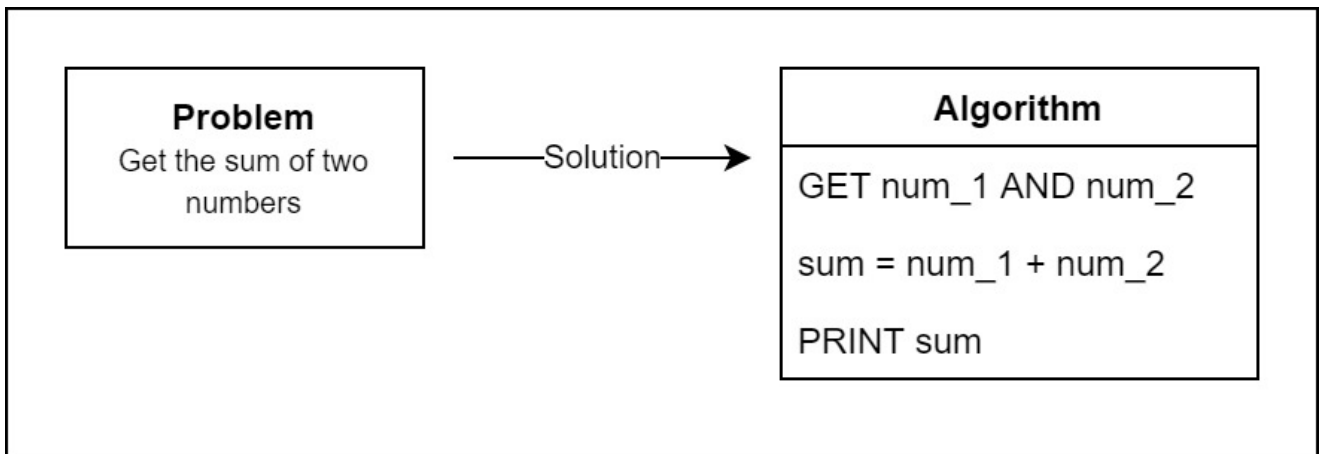 Problem
Get the sum of two
numbers
Solution
Algorithm
GET num_1 AND num_2
sum = num_1 + num_2
PRINT sum